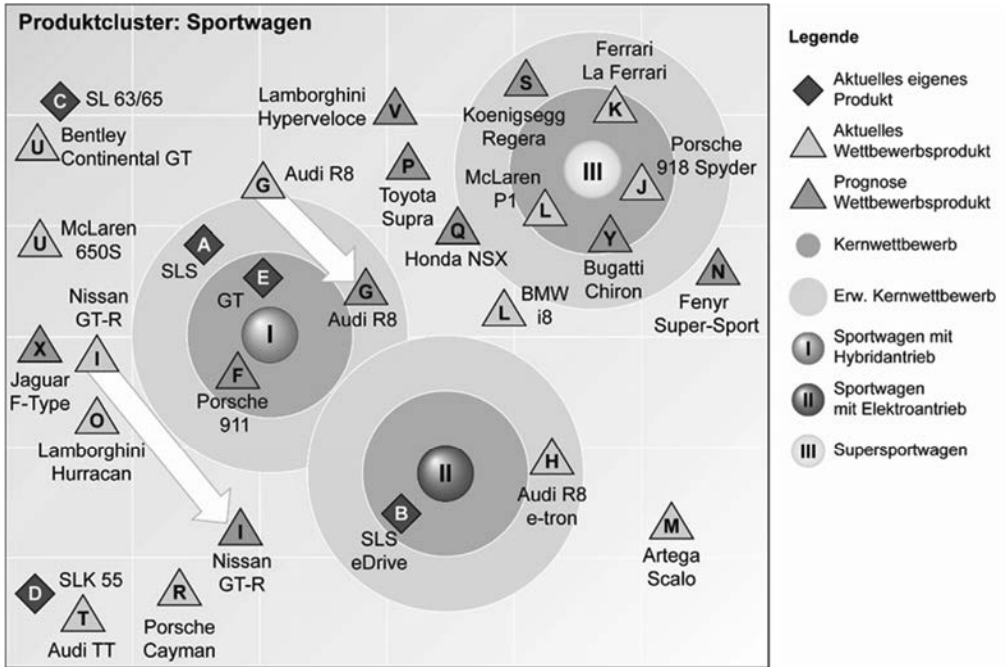 Produktcluster: Sportwagen
C
SL 63/65
U
Bentley
Continental GT
U
McLaren
650S
Nissan
GT-R
X
Jaguar
F-Type
I
O
Lamborghini
Hurracan
D
SLK 55
T
Audi TT
R
Porsche
Cayman
I
Nissan
GT-R
G
Audi R8
A
SLS
E
GT
I
G
Audi R8
F
Porsche
911
Lamborghini
Hyperveloce
V
P
Toyota
Supra
Q
Honda NSX
S
Koenigsegg
Regera
Ferrari
La Ferrari
K
III
Porsche
918 Spyder
J
McLaren
P1
L
Y
Bugatti
Chiron
N
Fenyr
Super-Sport
L
BMW
i8
II
B
SLS
eDrive
H
Audi R8
e-tron
M
Artega
Scalo
Legende
Aktuelles eigenes
Produkt
Aktuelles
Wettbewerbsprodukt
Prognose
Wettbewerbsprodukt
Kernwettbewerb
Erw. Kernwettbewerb
I
Sportwagen mit
Hybridantrieb
II
Sportwagen
mit Elektroantrieb
III
Supersportwagen